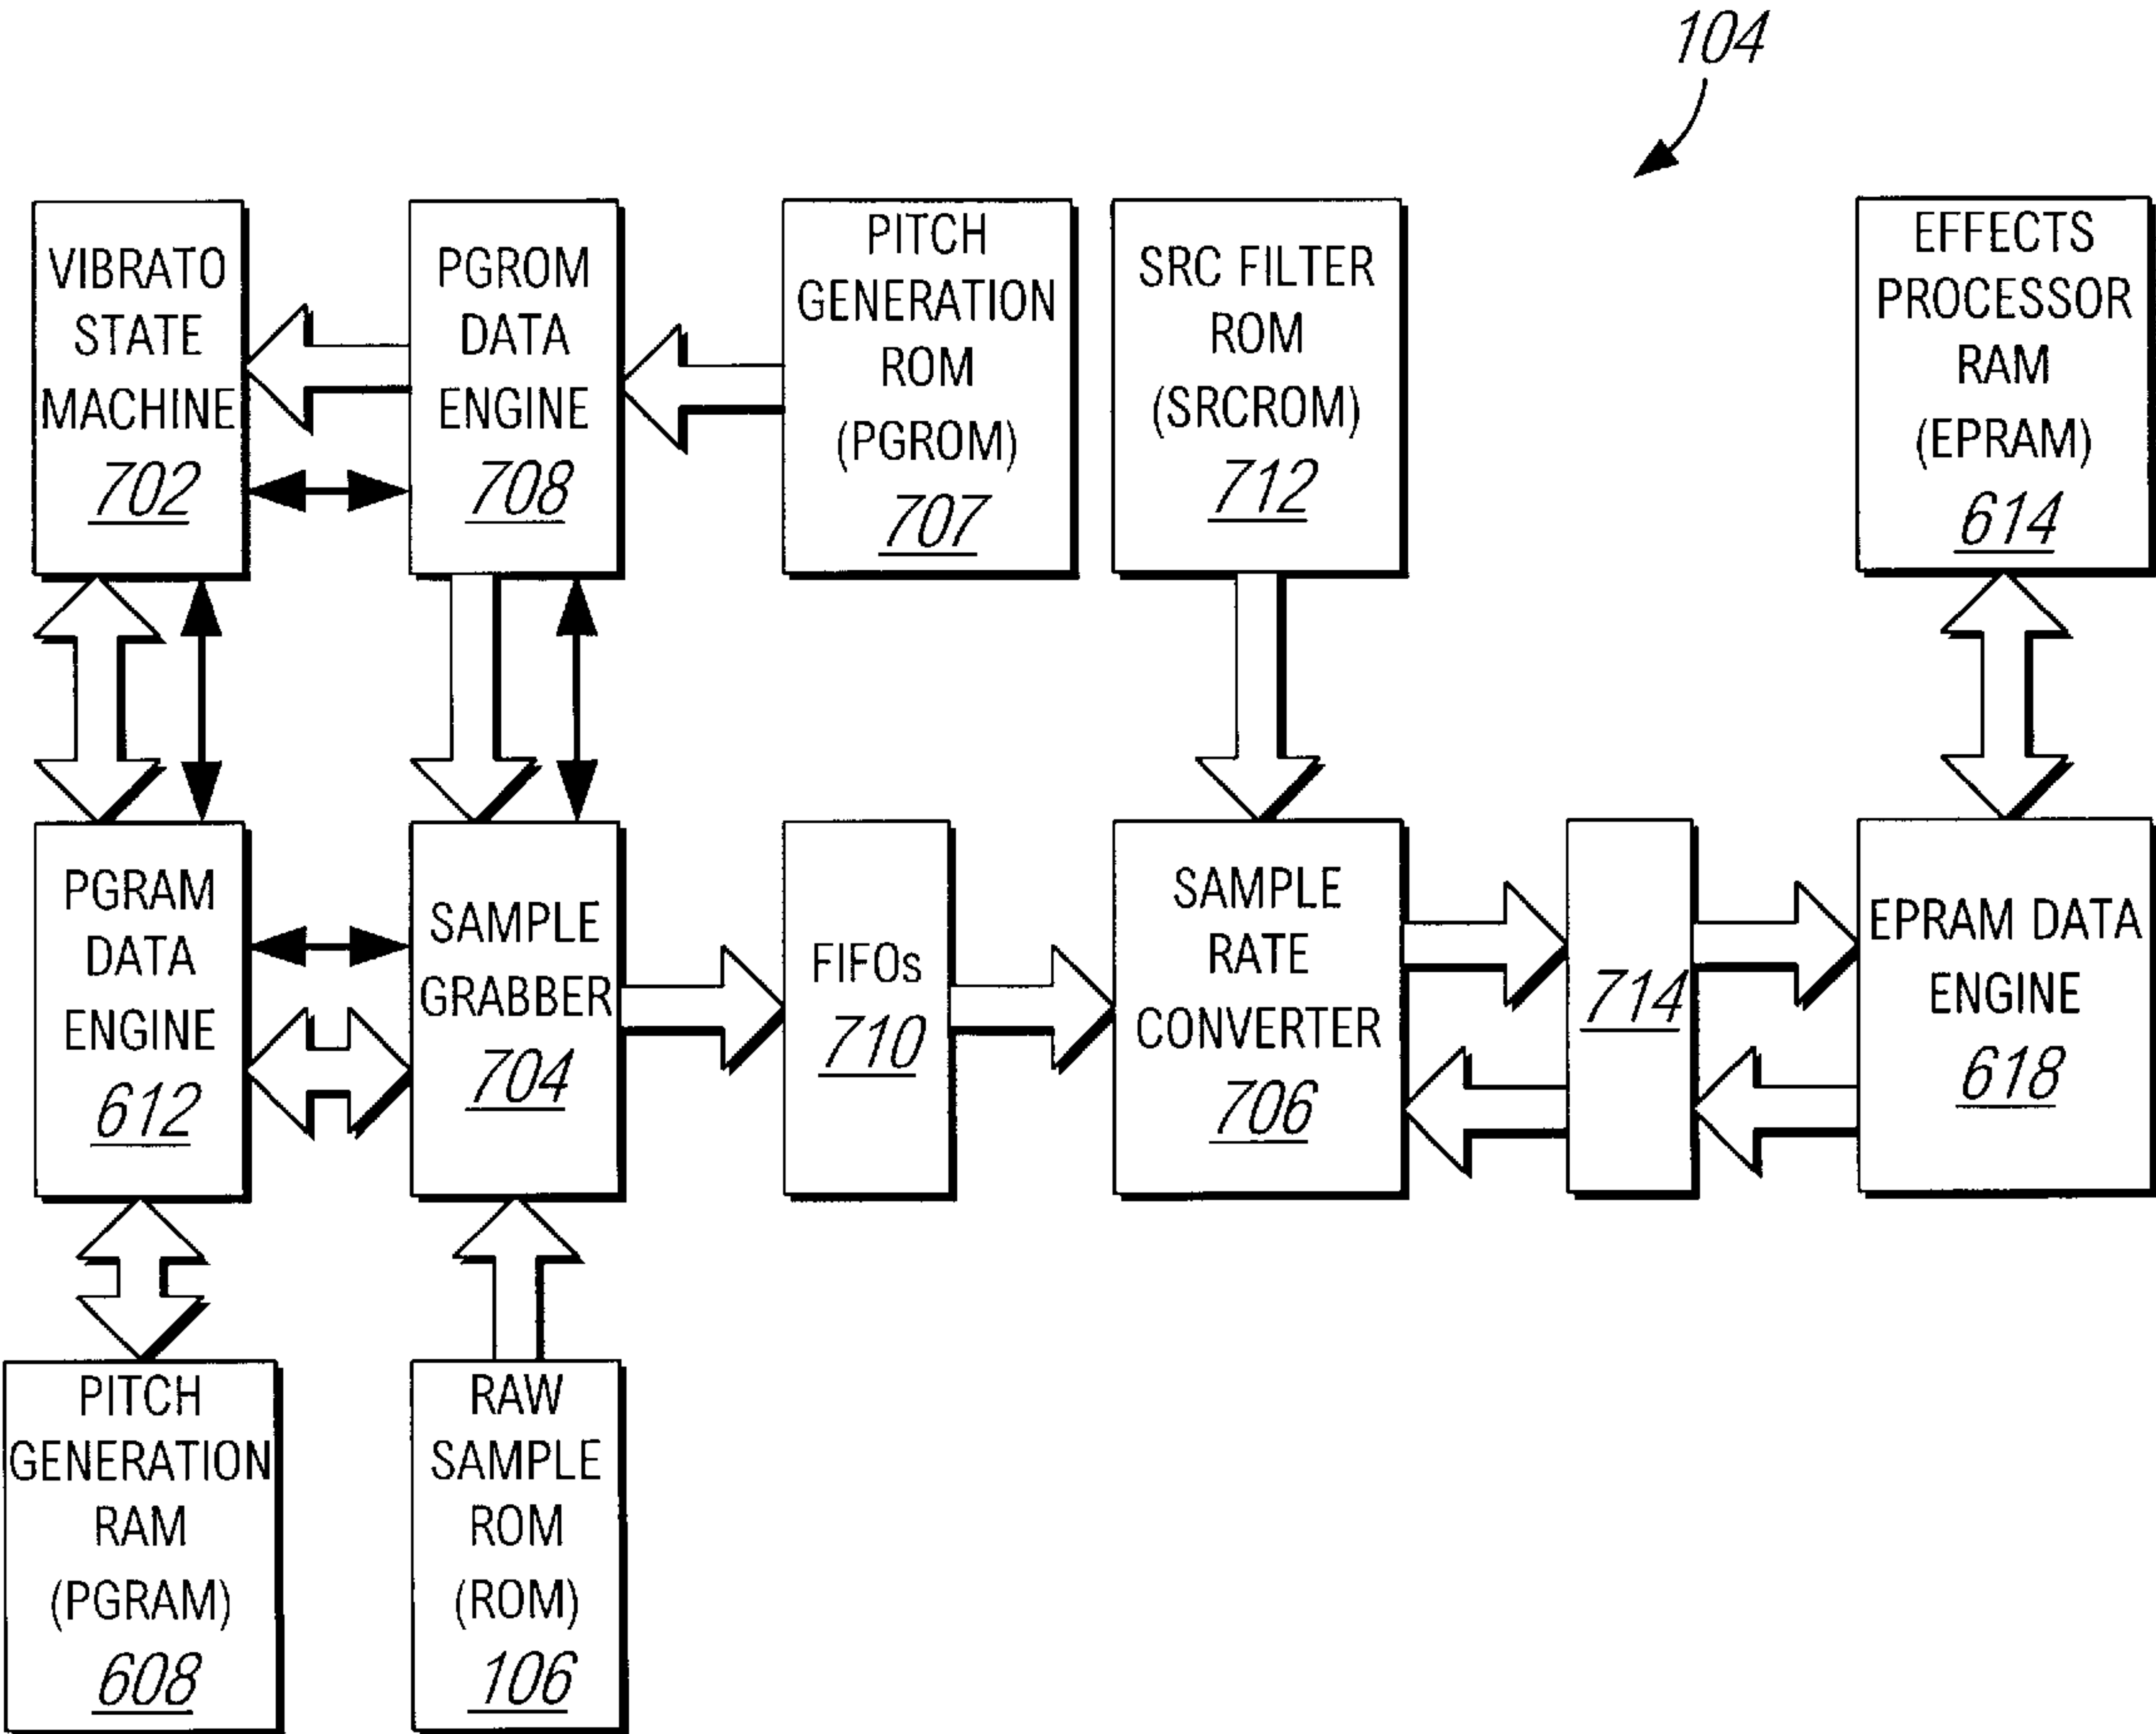 104
VIBRATO
STATE
MACHINE
702
PGROM
DATA
ENGINE
708
PITCH
GENERATION
ROM
(PGROM)
707
SRC FILTER
ROM
(SRCROM)
712
EFFECTS
PROCESSOR
RAM
(EPRAM)
614
PGRAM
DATA
ENGINE
612
SAMPLE
GRABBER
704
FIFOs
710
SAMPLE
RATE
CONVERTER
706
714
EPRAM DATA
ENGINE
618
PITCH
GENERATION
RAM
(PGRAM)
608
RAW
SAMPLE
ROM
(ROM)
106